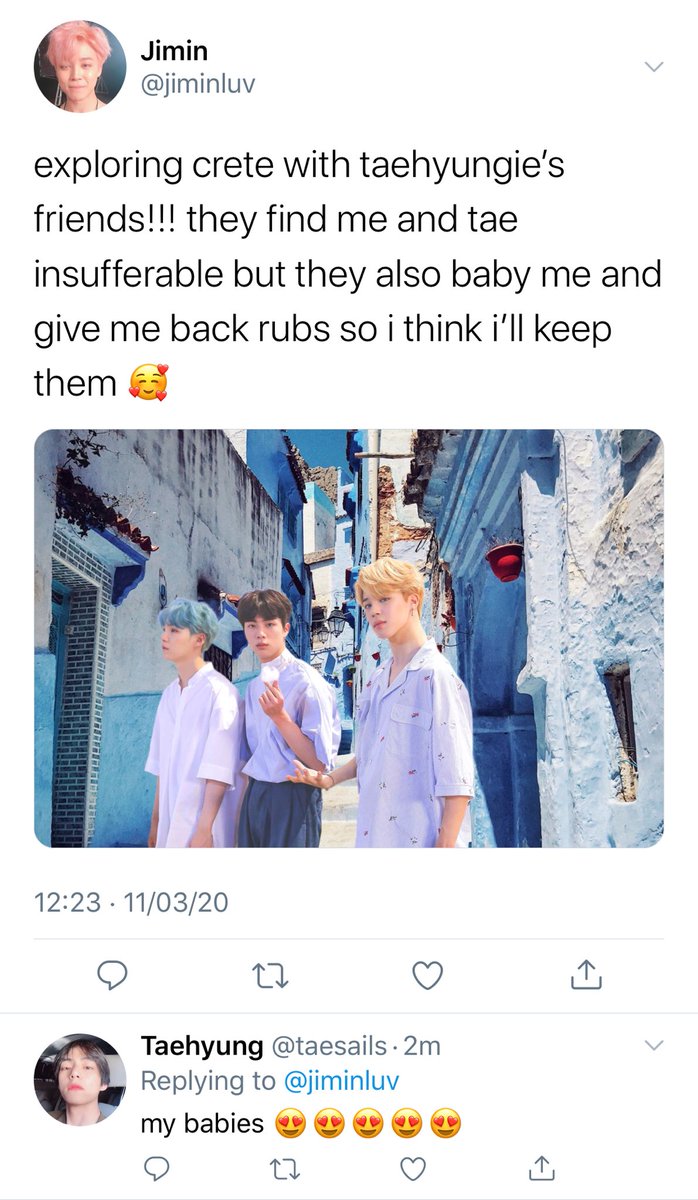 Jimin
@jiminluv
exploring crete with taehyungie’s
friends!!! they find me and tae
insufferable but they also baby me and
give me back rubs so i think i’ll keep
them 🥰
12:23 · 11/03/20
Taehyung @taesails · 2m
Replying to @jiminluv
my babies 😍😍😍😍😍